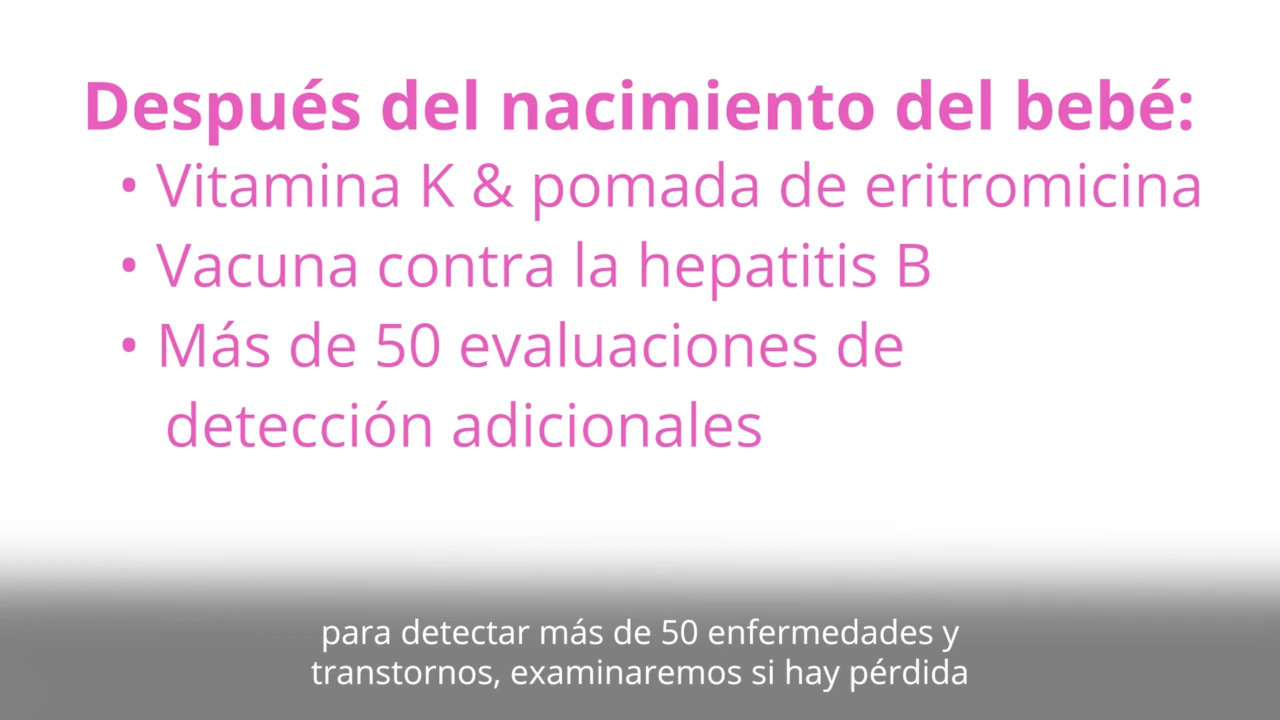 Después del nacimiento del bebé:
• Vitamina K & pomada de eritromicina
• Vacuna contra la hepatitis B
• Más de 50 evaluaciones de
detección adicionales
para detectar más de 50 enfermedades y
transtornos, examinaremos si hay pérdida